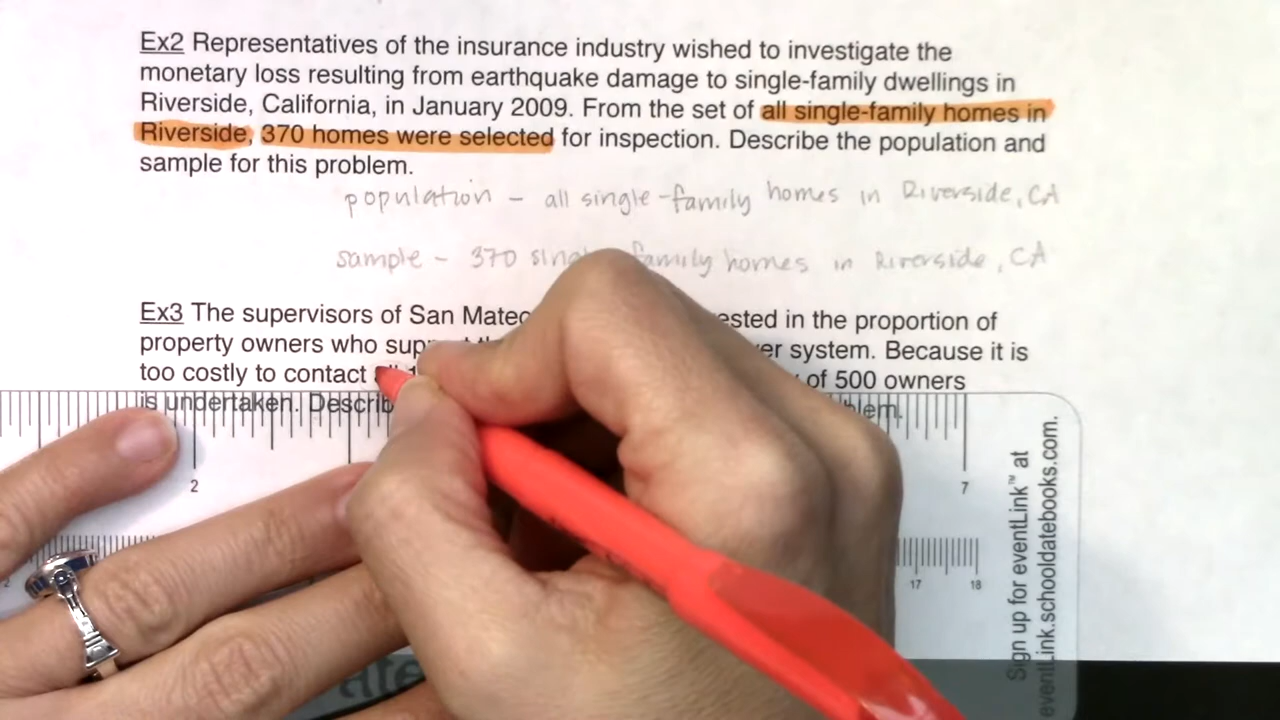 Ex2 Representatives of the insurance industry wished to investigate the
monetary loss resulting from earthquake damage to single-family dwellings in
Riverside, California, in January 2009. From the set of all single-family homes in
Riverside, 370 homes were selected for inspection. Describe the population and
sample for this problem.
population - all single-family homes in Riverside, CA
sample - 370 family homes in Riverside, CA
Ex3 The supervisors of San Mateo in the proportion of
property owners who system. Because it is
too costly to contact of 500 owners
is undertaken.
2
7
17 18
Sign up for eventLink™ at
eventLink.schooldatebooks.com.